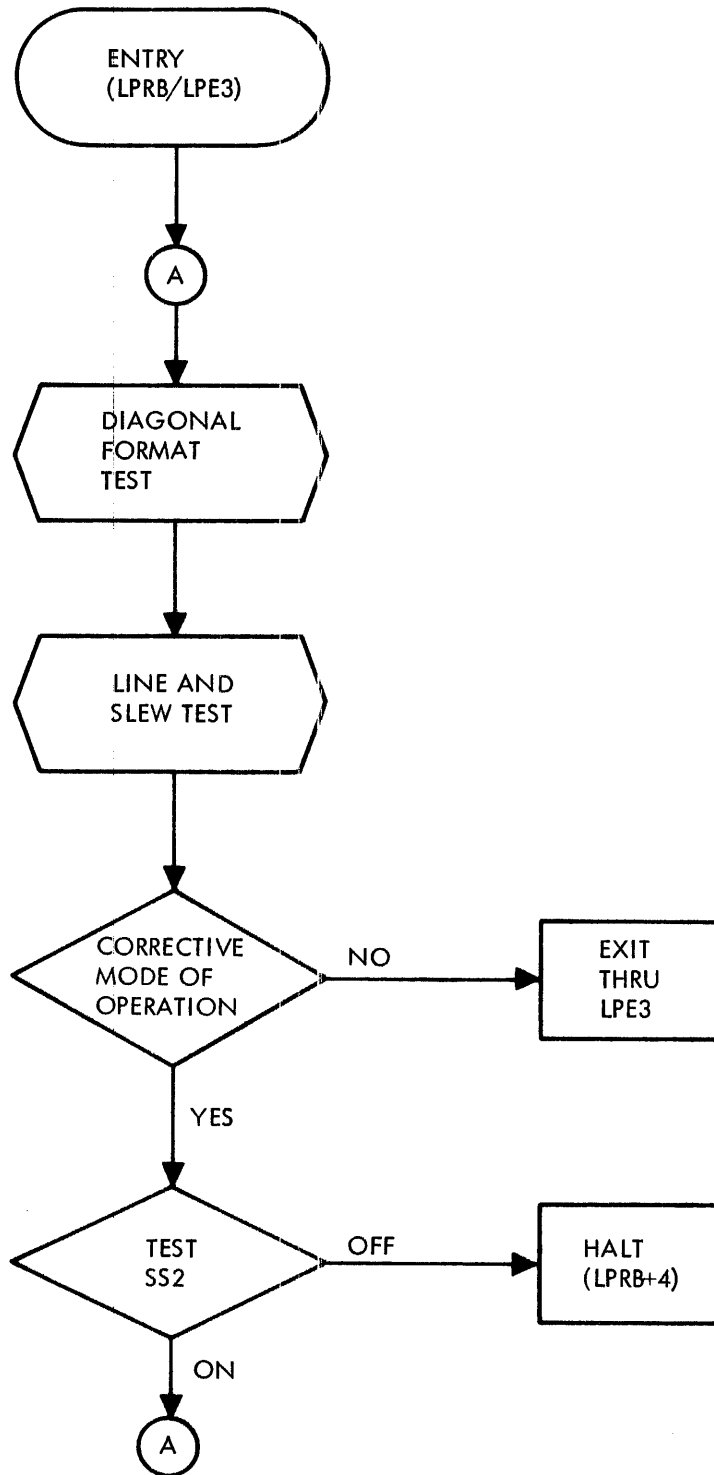 ENTRY
(LPRB/LPE3)
A
DIAGONAL
FORMAT
TEST
LINE AND
SLEW TEST
CORRECTIVE
MODE OF
OPERATION
NO
EXIT
THRU
LPE3
YES
TEST
SS2
OFF
HALT
(LPRB+4)
ON
A